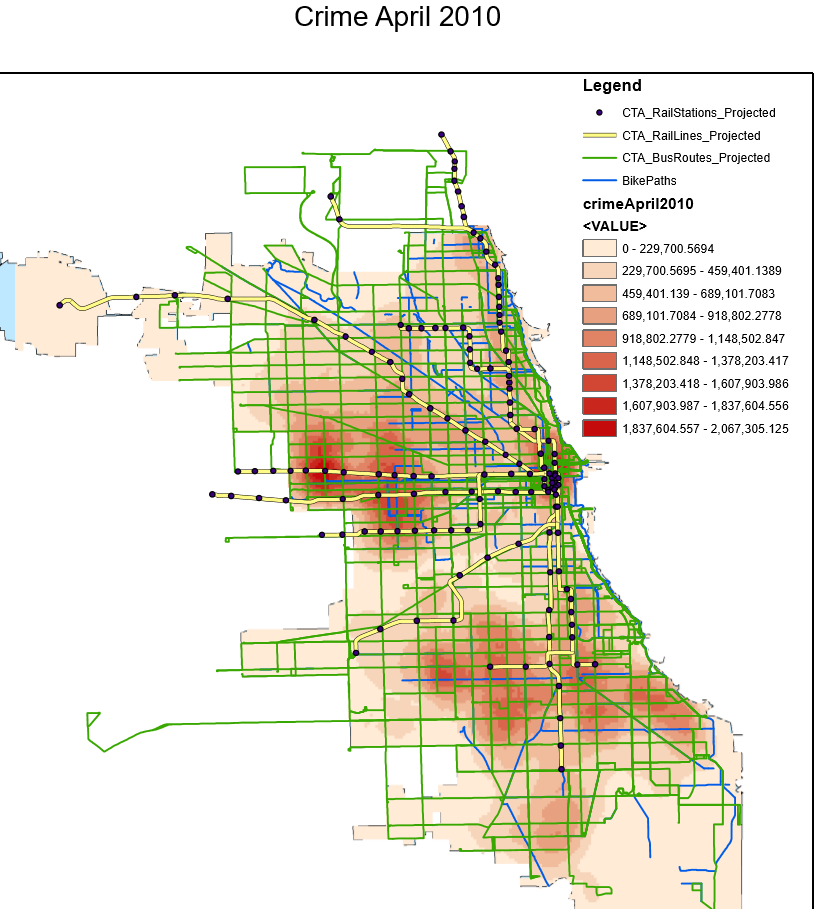 Crime April 2010
Legend
CTA_RailStations_Projected
CTA_RailLines_Projected
CTA_BusRoutes_Projected
BikePaths
crimeApril2010
<VALUE>
0 - 229,700.5694
229,700.5695 - 459,401.1389
459,401.139 - 689,101.7083
689,101.7084 - 918,802.2778
918,802.2779 - 1,148,502.847
1,148,502.848 - 1,378,203.417
1,378,203.418 - 1,607,903.986
1,607,903.987 - 1,837,604.556
1,837,604.557 - 2,067,305.125